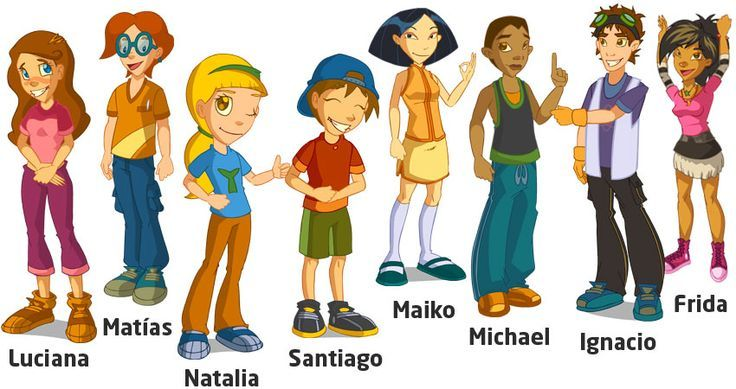 Luciana
Matías
Natalia
Santiago
Maiko
Michael
Ignacio
Frida